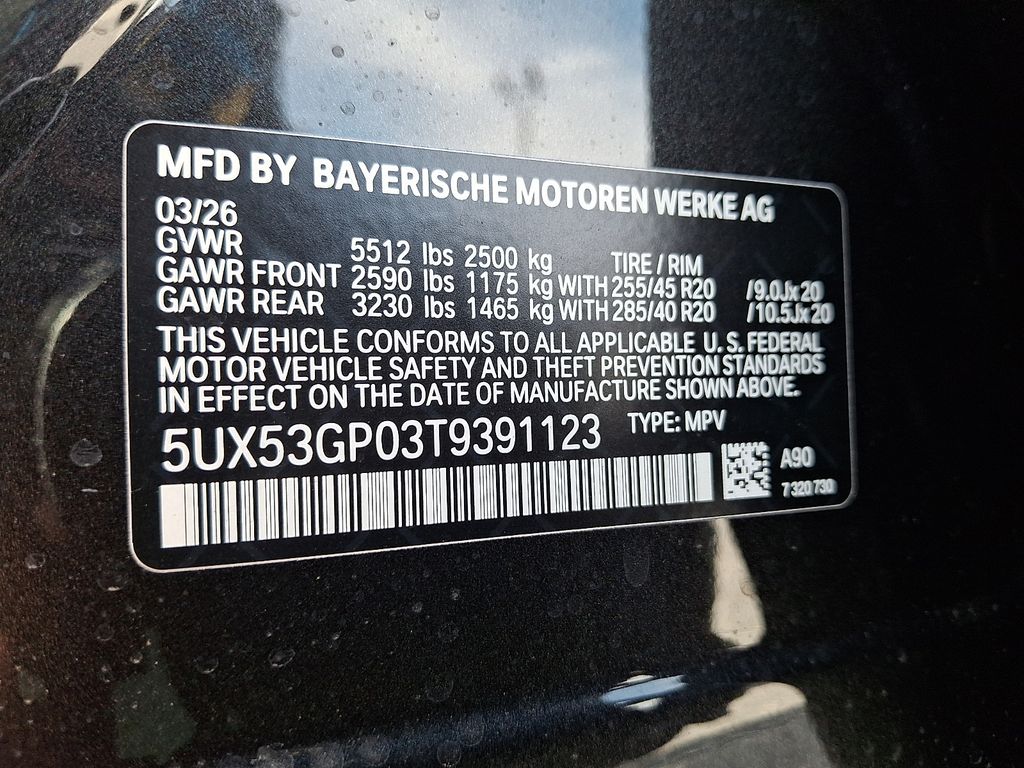 MFD BY BAYERISCHE MOTOREN WERKE AG
03/26
GVWR 5512 lbs 2500 kg TIRE / RIM
GAWR FRONT 2590 lbs 1175 kg WITH 255/45 R20 /9.0Jx20
GAWR REAR 3230 lbs 1465 kg WITH 285/40 R20 /10.5Jx20
THIS VEHICLE CONFORMS TO ALL APPLICABLE U.S. FEDERAL
MOTOR VEHICLE SAFETY AND THEFT PREVENTION STANDARDS
IN EFFECT ON THE DATE OF MANUFACTURE SHOWN ABOVE.
5UX53GP03T9391123 TYPE: MPV
A90
7 320 730